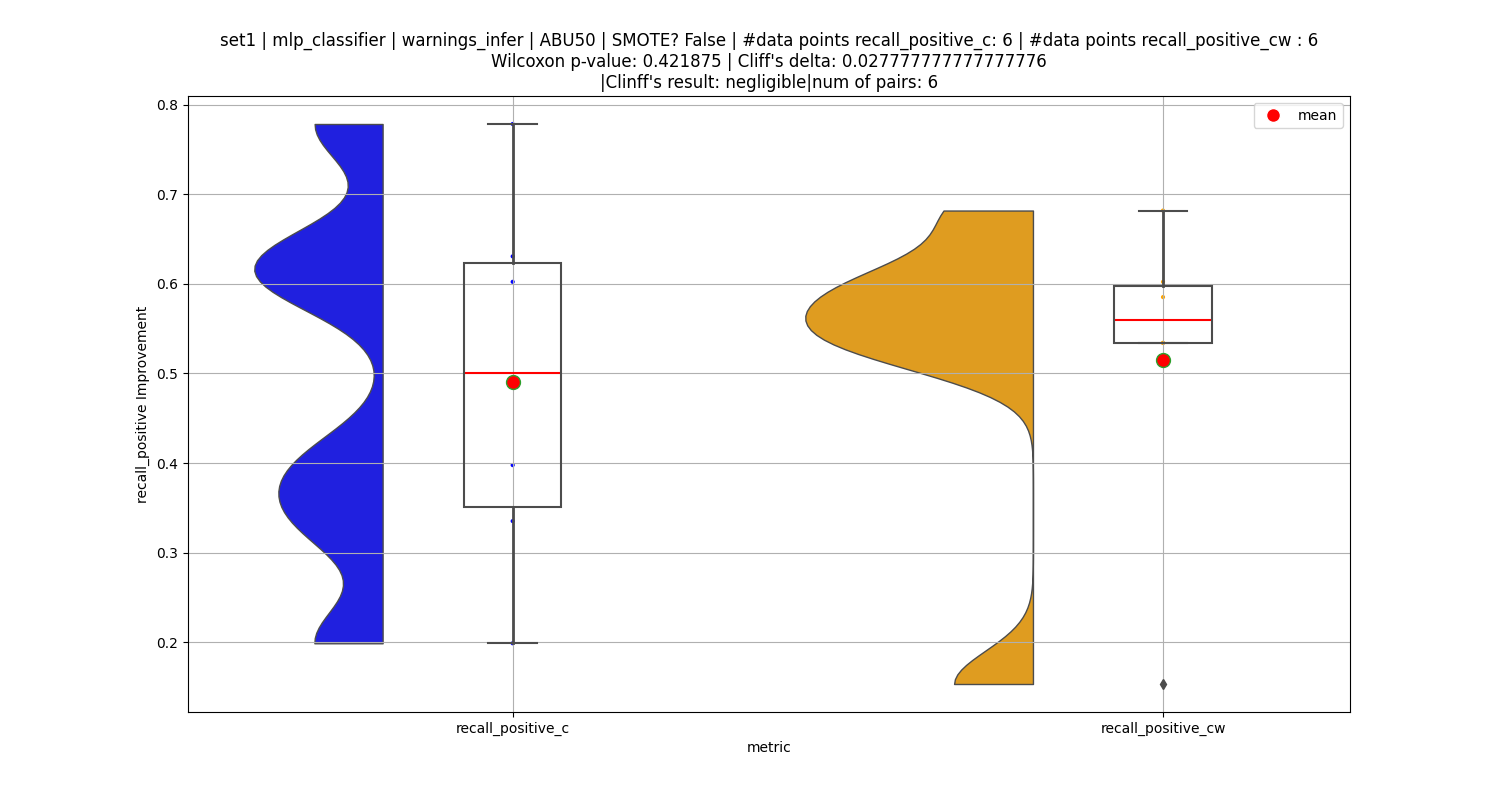 set1 | mlp_classifier | warnings_infer | ABU50 | SMOTE? False | #data points recall_positive_c: 6 | #data points recall_positive_cw : 6
Wilcoxon p-value: 0.421875 | Cliff's delta: 0.027777777777777776
|Clinff's result: negligible|num of pairs: 6
mean
0.8
0.7
0.6
0.5
0.4
0.3
0.2
recall_positive Improvement
recall_positive_c
recall_positive_cw
metric